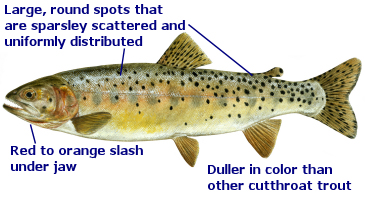 Large, round spots that
are sparsley scattered and
uniformly distributed
Red to orange slash
under jaw
Duller in color than
other cutthroat trout